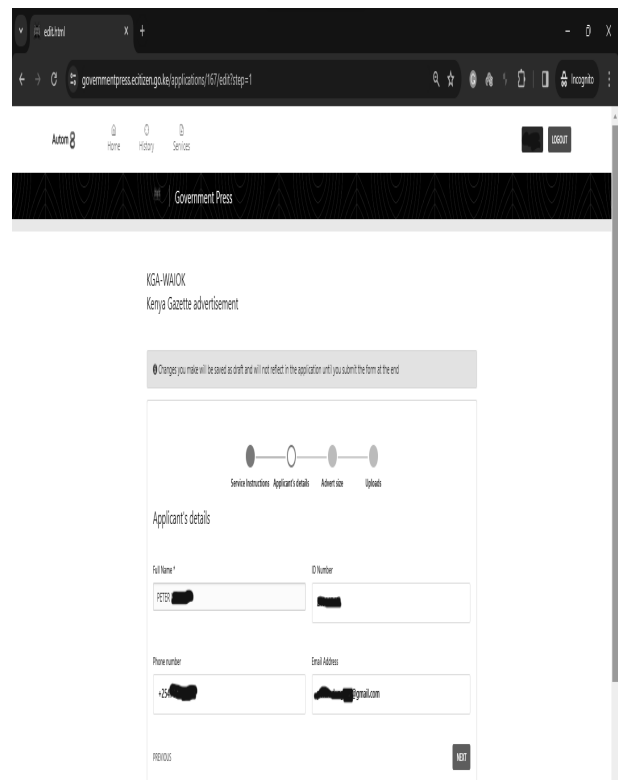 edit.html
governmentpress.ecitizen.go.ke/applications/167/edit?step=1
Incognito
Autom
Home History Services
LOGOUT
Government Press
KGA-WAIOK
Kenya Gazette advertisement
Changes you make will be saved as draft and will not reflect in the application until you submit the form at the end
Service Instructions Applicant's details Advert size Uploads
Applicant's details
Full Name * ID Number
PETER
Phone number Email Address
+254 @gmail.com
PREVIOUS NEXT